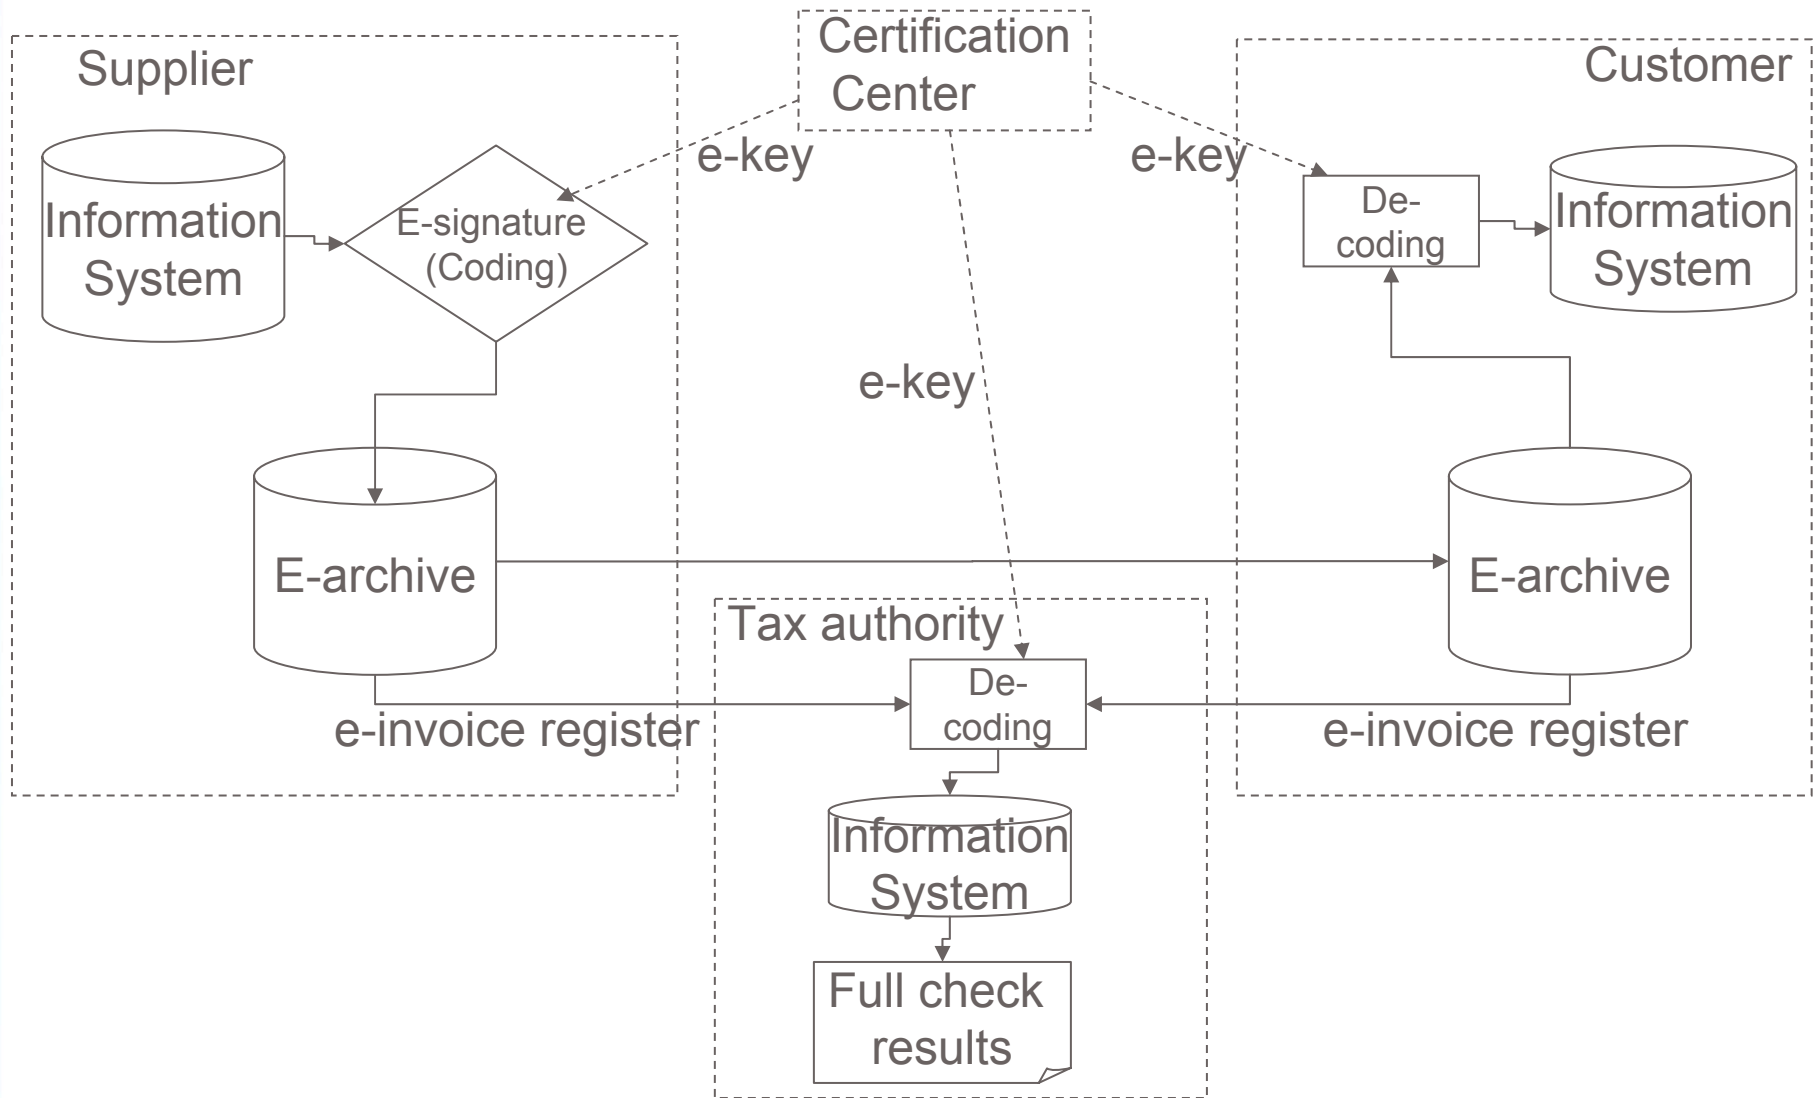 Certification
Center
Supplier
Customer
e-key
e-key
Information
System
E-signature
(Coding)
De-
coding
Information
System
e-key
E-archive
E-archive
Tax authority
De-
coding
e-invoice register
e-invoice register
Information
System
Full check
results